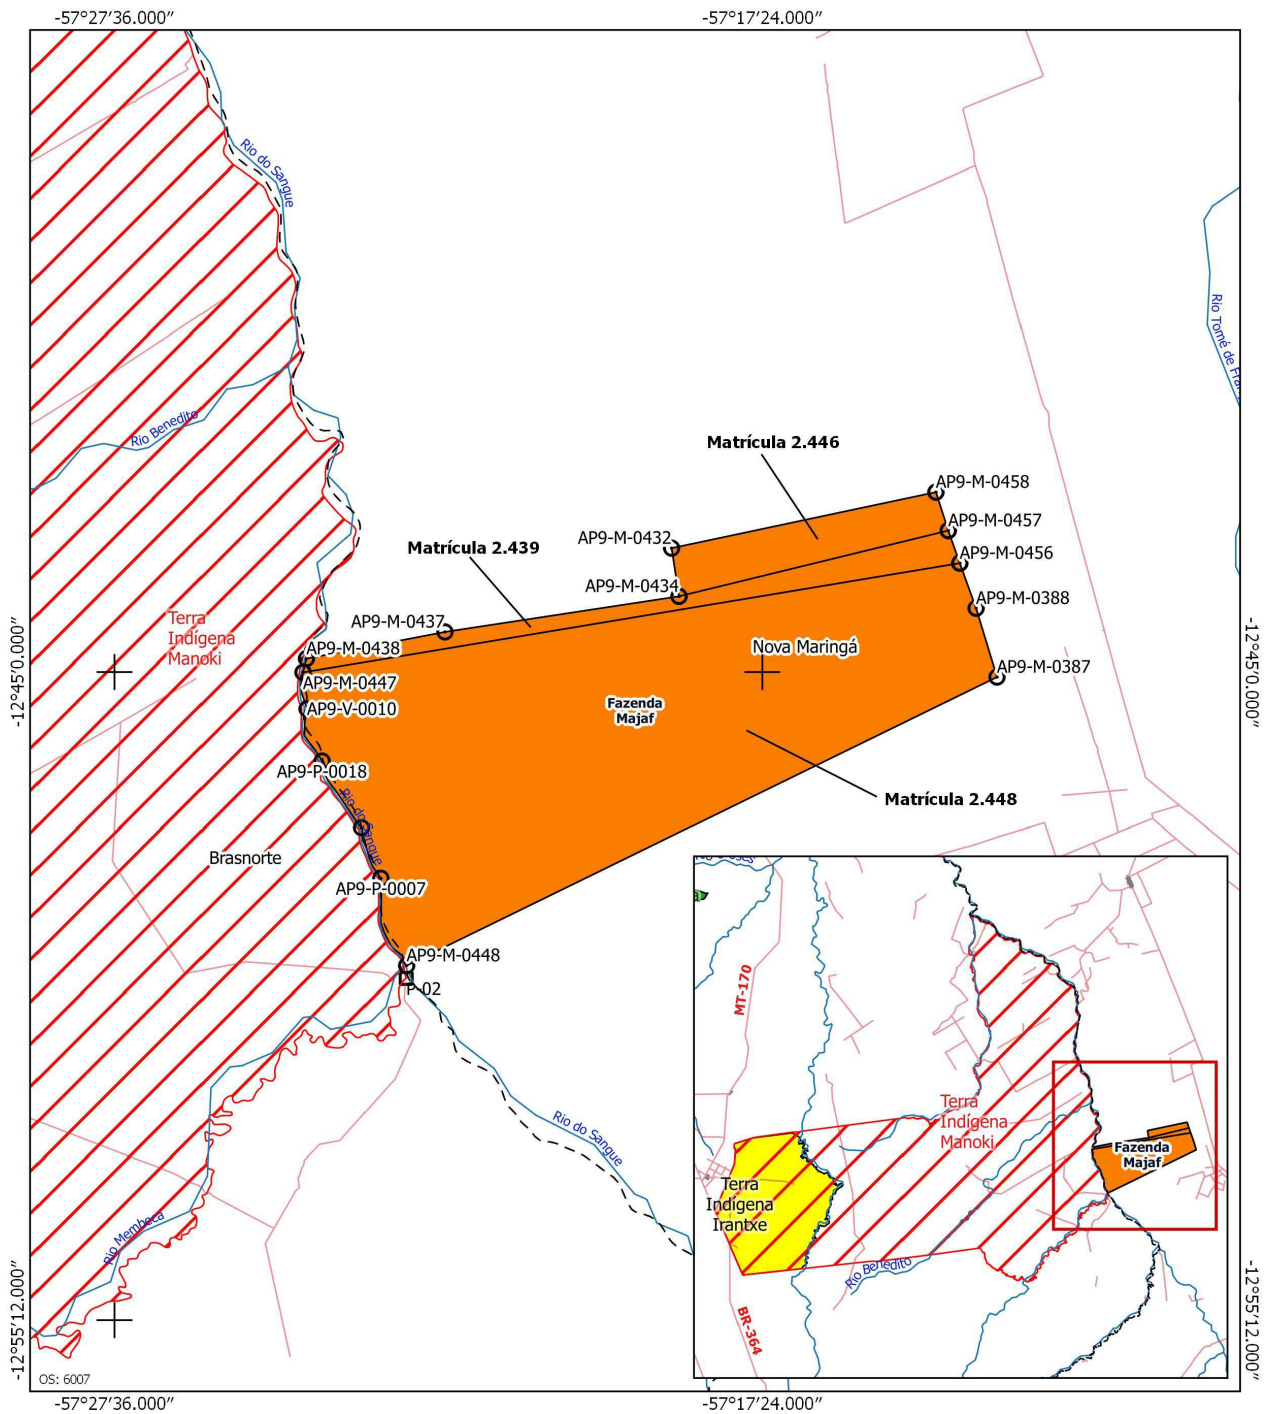 -57°27′36.000″
-57°17′24.000″
Rio do Sangue
Rio Tomé de Fran
Rio Benedito
Matrícula 2.446
AP9-M-0458
AP9-M-0457
AP9-M-0432
Matrícula 2.439
AP9-M-0456
AP9-M-0434
AP9-M-0388
AP9-M-0437
Terra
Indígena
Manoki
AP9-M-0438
Nova Maringá
-12°45′0.000″
-12°45′0.000″
AP9-M-0387
AP9-M-0447
AP9-V-0010
Fazenda
Majaf
AP9-P-0018
Matrícula 2.448
Rio do Sangue
Brasnorte
AP9-P-0007
AP9-M-0448
P-02
Rio do Sangue
Rio Membeca
MT-170
Terra
Indígena
Manoki
Fazenda
Majaf
Terra
Indígena
Irantxe
Rio Benedito
BR-364
-12°55′12.000″
-12°55′12.000″
OS: 6007
-57°27′36.000″
-57°17′24.000″